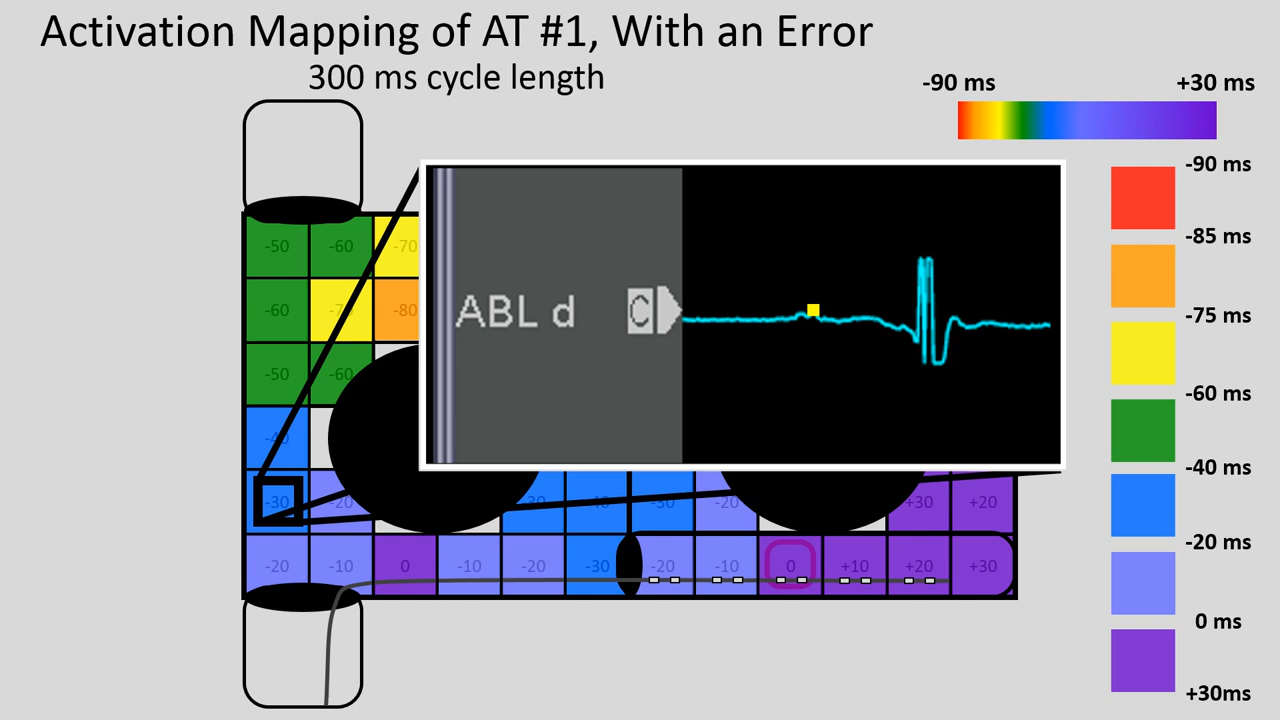 Activation Mapping of AT #1, With an Error
300 ms cycle length
-90 ms +30 ms
-90 ms
-85 ms
-75 ms
-60 ms
-40 ms
-20 ms
0 ms
+30ms
ABL d C
-50 -60 -70
-60 -80
-50 -60
-40
-30 -20 -30 -40 -30 -20 +30 +20
-20 -10 0 -10 -20 -30 -20 -10 0 +10 +20 +30